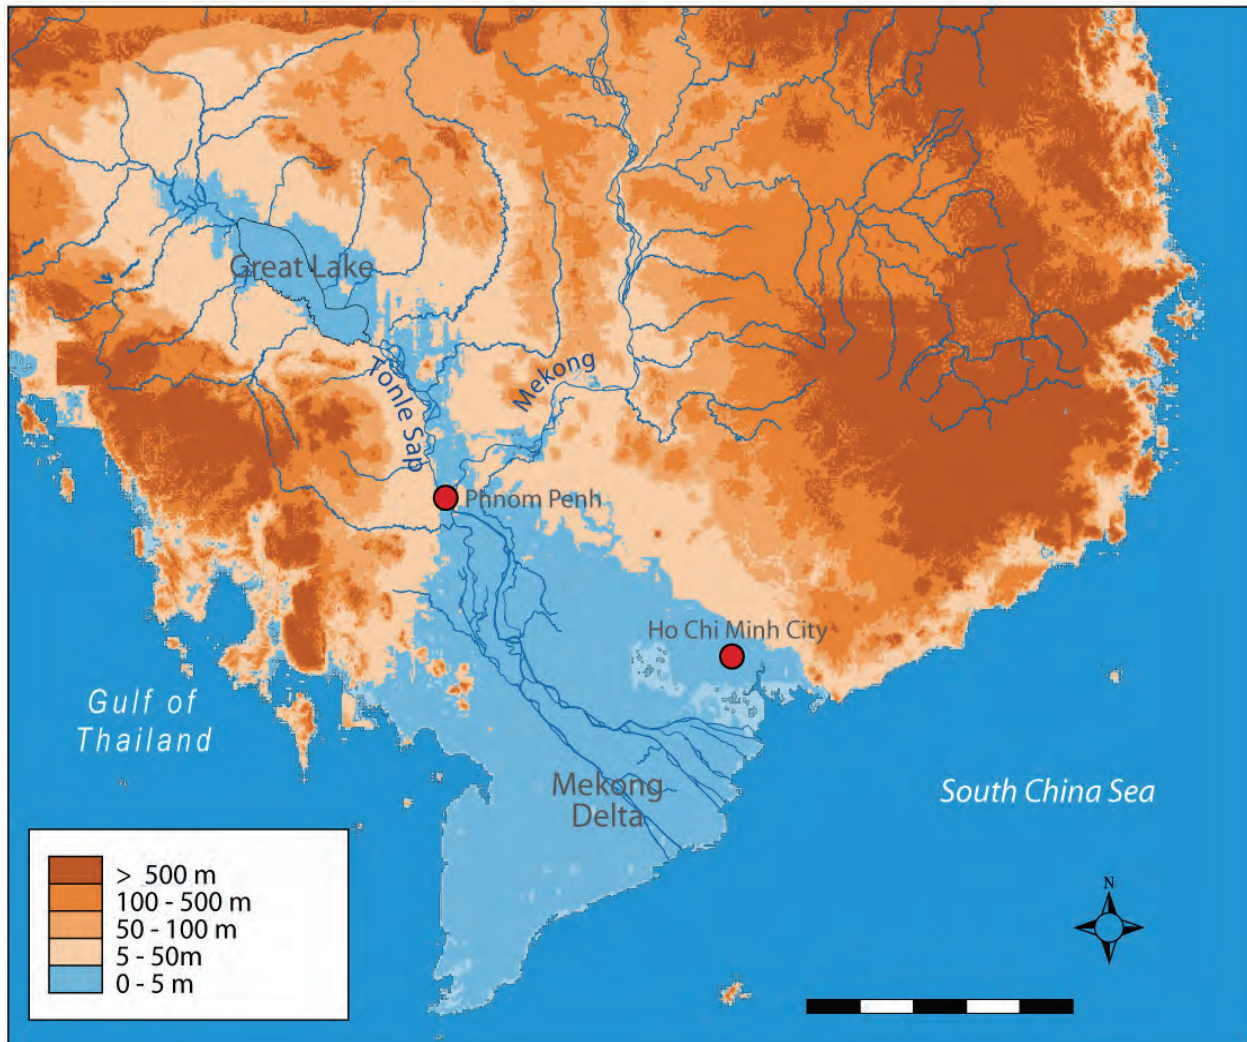 Great Lake
Tonle Sap
Mekong
Phnom Penh
Ho Chi Minh City
Gulf of
Thailand
Mekong
Delta
South China Sea
> 500 m
100 - 500 m
50 - 100 m
5 - 50m
0 - 5 m
N